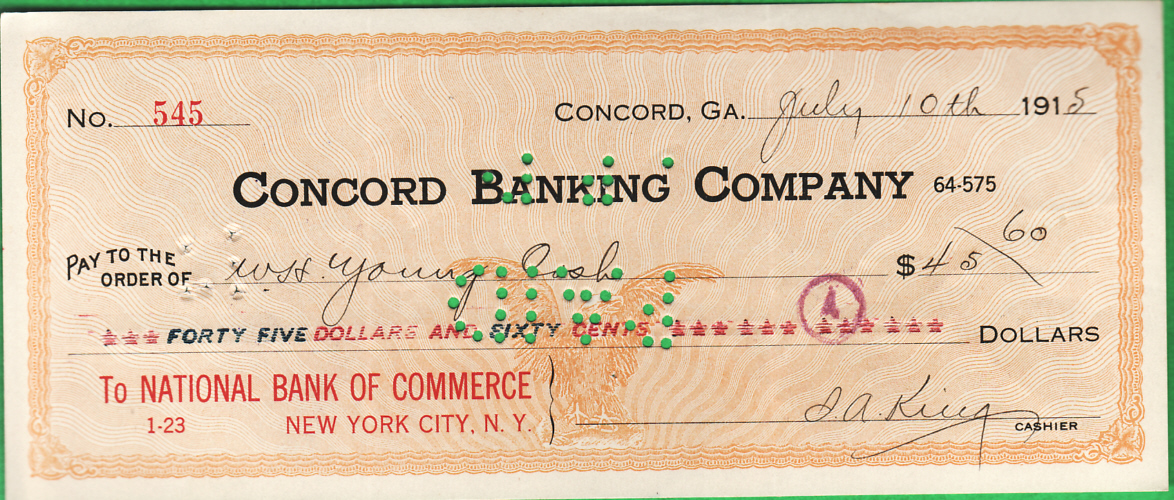 No. 545 CONCORD, GA. July 10th 1915
CONCORD BANKING COMPANY 64-575
PAY TO THE ORDER OF W.H. Young Cash $45 60
FORTY FIVE DOLLARS AND SIXTY CENTS DOLLARS
A
To NATIONAL BANK OF COMMERCE
1-23 NEW YORK CITY, N. Y.
King
CASHIER